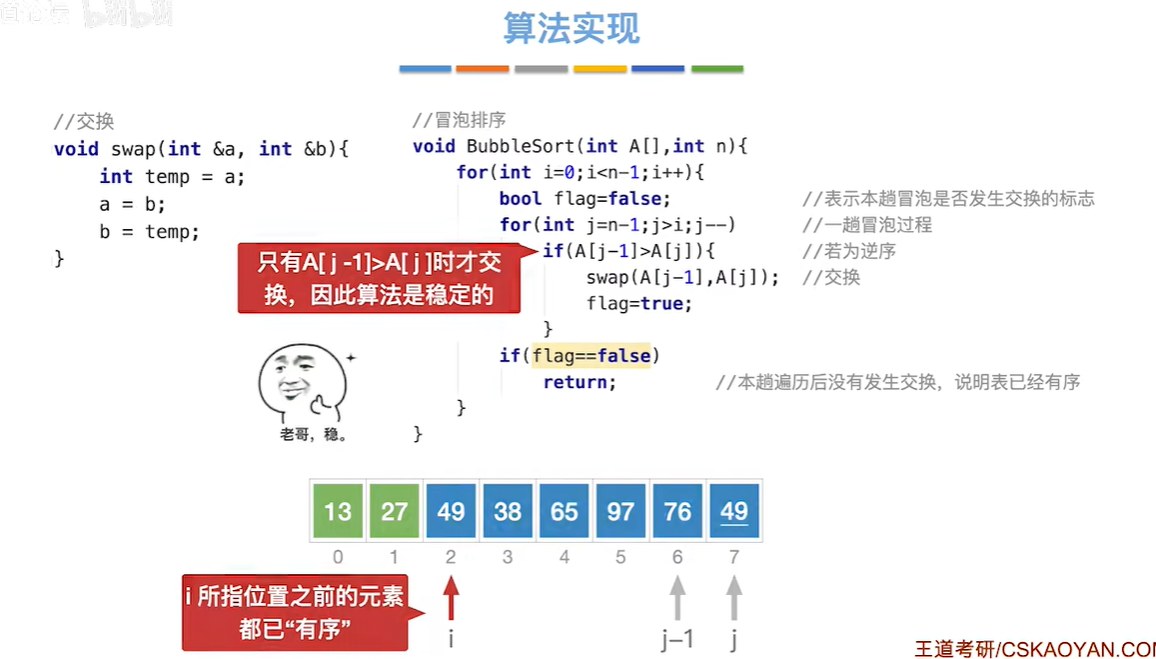 算法实现
//交换
void swap(int &a, int &b){
int temp = a;
a = b;
b = temp;
}
//冒泡排序
void BubbleSort(int A[],int n){
for(int i=0;i<n-1;i++){
bool flag=false; //表示本趟冒泡是否发生交换的标志
for(int j=n-1;j>i;j--) //一趟冒泡过程
if(A[j-1]>A[j]){ //若为逆序
swap(A[j-1],A[j]); //交换
flag=true;
}
if(flag==false)
return; //本趟遍历后没有发生交换，说明表已经有序
}
}
只有A[ j -1]>A[ j ]时才交
换，因此算法是稳定的
老哥，稳。
13 27 49 38 65 97 76 49
0 1 2 3 4 5 6 7
i 所指位置之前的元素
都已“有序”
i j-1 j
王道考研/CSKAOYAN.COM